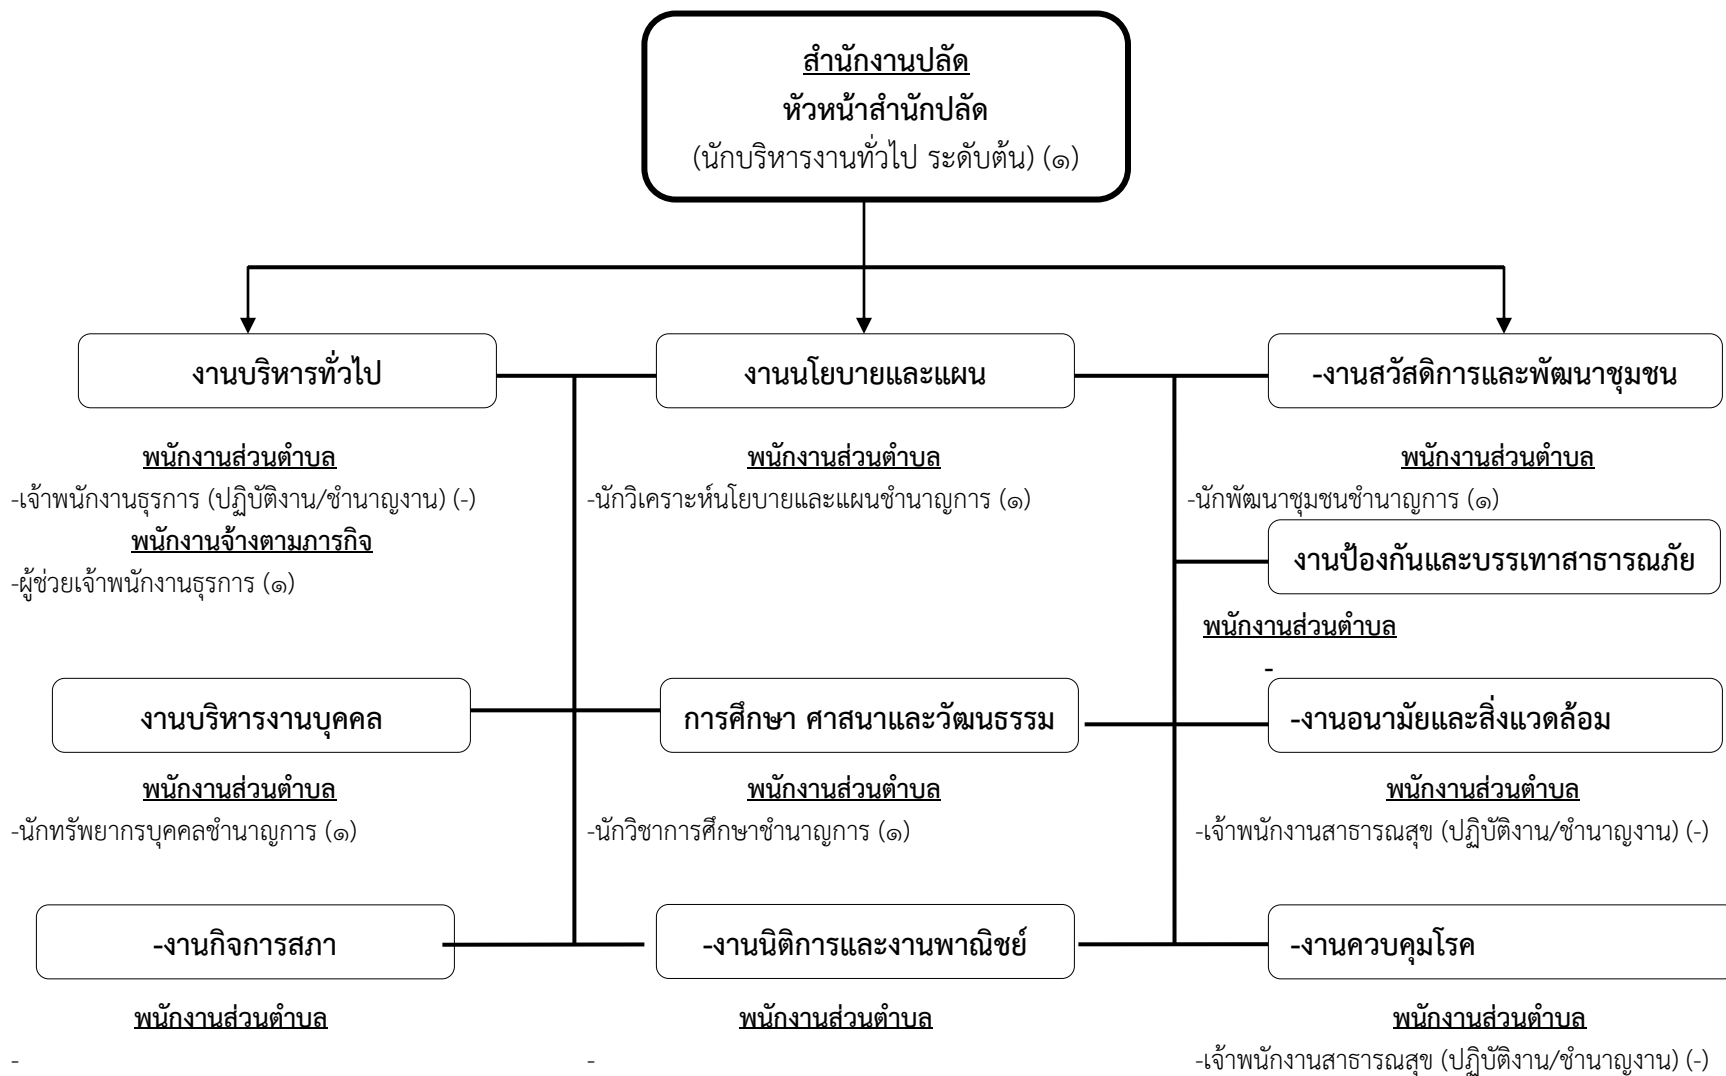 สำนักงานปลัด
หัวหน้าสำนักปลัด
(นักบริหารงานทั่วไป ระดับต้น) (๑)
งานบริหารทั่วไป
งานนโยบายและแผน
-งานสวัสดิการและพัฒนาชุมชน
พนักงานส่วนตำบล
พนักงานส่วนตำบล
พนักงานส่วนตำบล
-เจ้าพนักงานธุรการ (ปฏิบัติงาน/ชำนาญงาน) (-)
-นักวิเคราะห์นโยบายและแผนชำนาญการ (๑)
-นักพัฒนาชุมชนชำนาญการ (๑)
พนักงานจ้างตามภารกิจ
งานป้องกันและบรรเทาสาธารณภัย
-ผู้ช่วยเจ้าพนักงานธุรการ (๑)
พนักงานส่วนตำบล
-
งานบริหารงานบุคคล
การศึกษา ศาสนาและวัฒนธรรม
-งานอนามัยและสิ่งแวดล้อม
พนักงานส่วนตำบล
พนักงานส่วนตำบล
พนักงานส่วนตำบล
-นักทรัพยากรบุคคลชำนาญการ (๑)
-นักวิชาการศึกษาชำนาญการ (๑)
-เจ้าพนักงานสาธารณสุข (ปฏิบัติงาน/ชำนาญงาน) (-)
-งานกิจการสภา
-งานนิติการและงานพาณิชย์
-งานควบคุมโรค
พนักงานส่วนตำบล
พนักงานส่วนตำบล
พนักงานส่วนตำบล
-
-
-เจ้าพนักงานสาธารณสุข (ปฏิบัติงาน/ชำนาญงาน) (-)